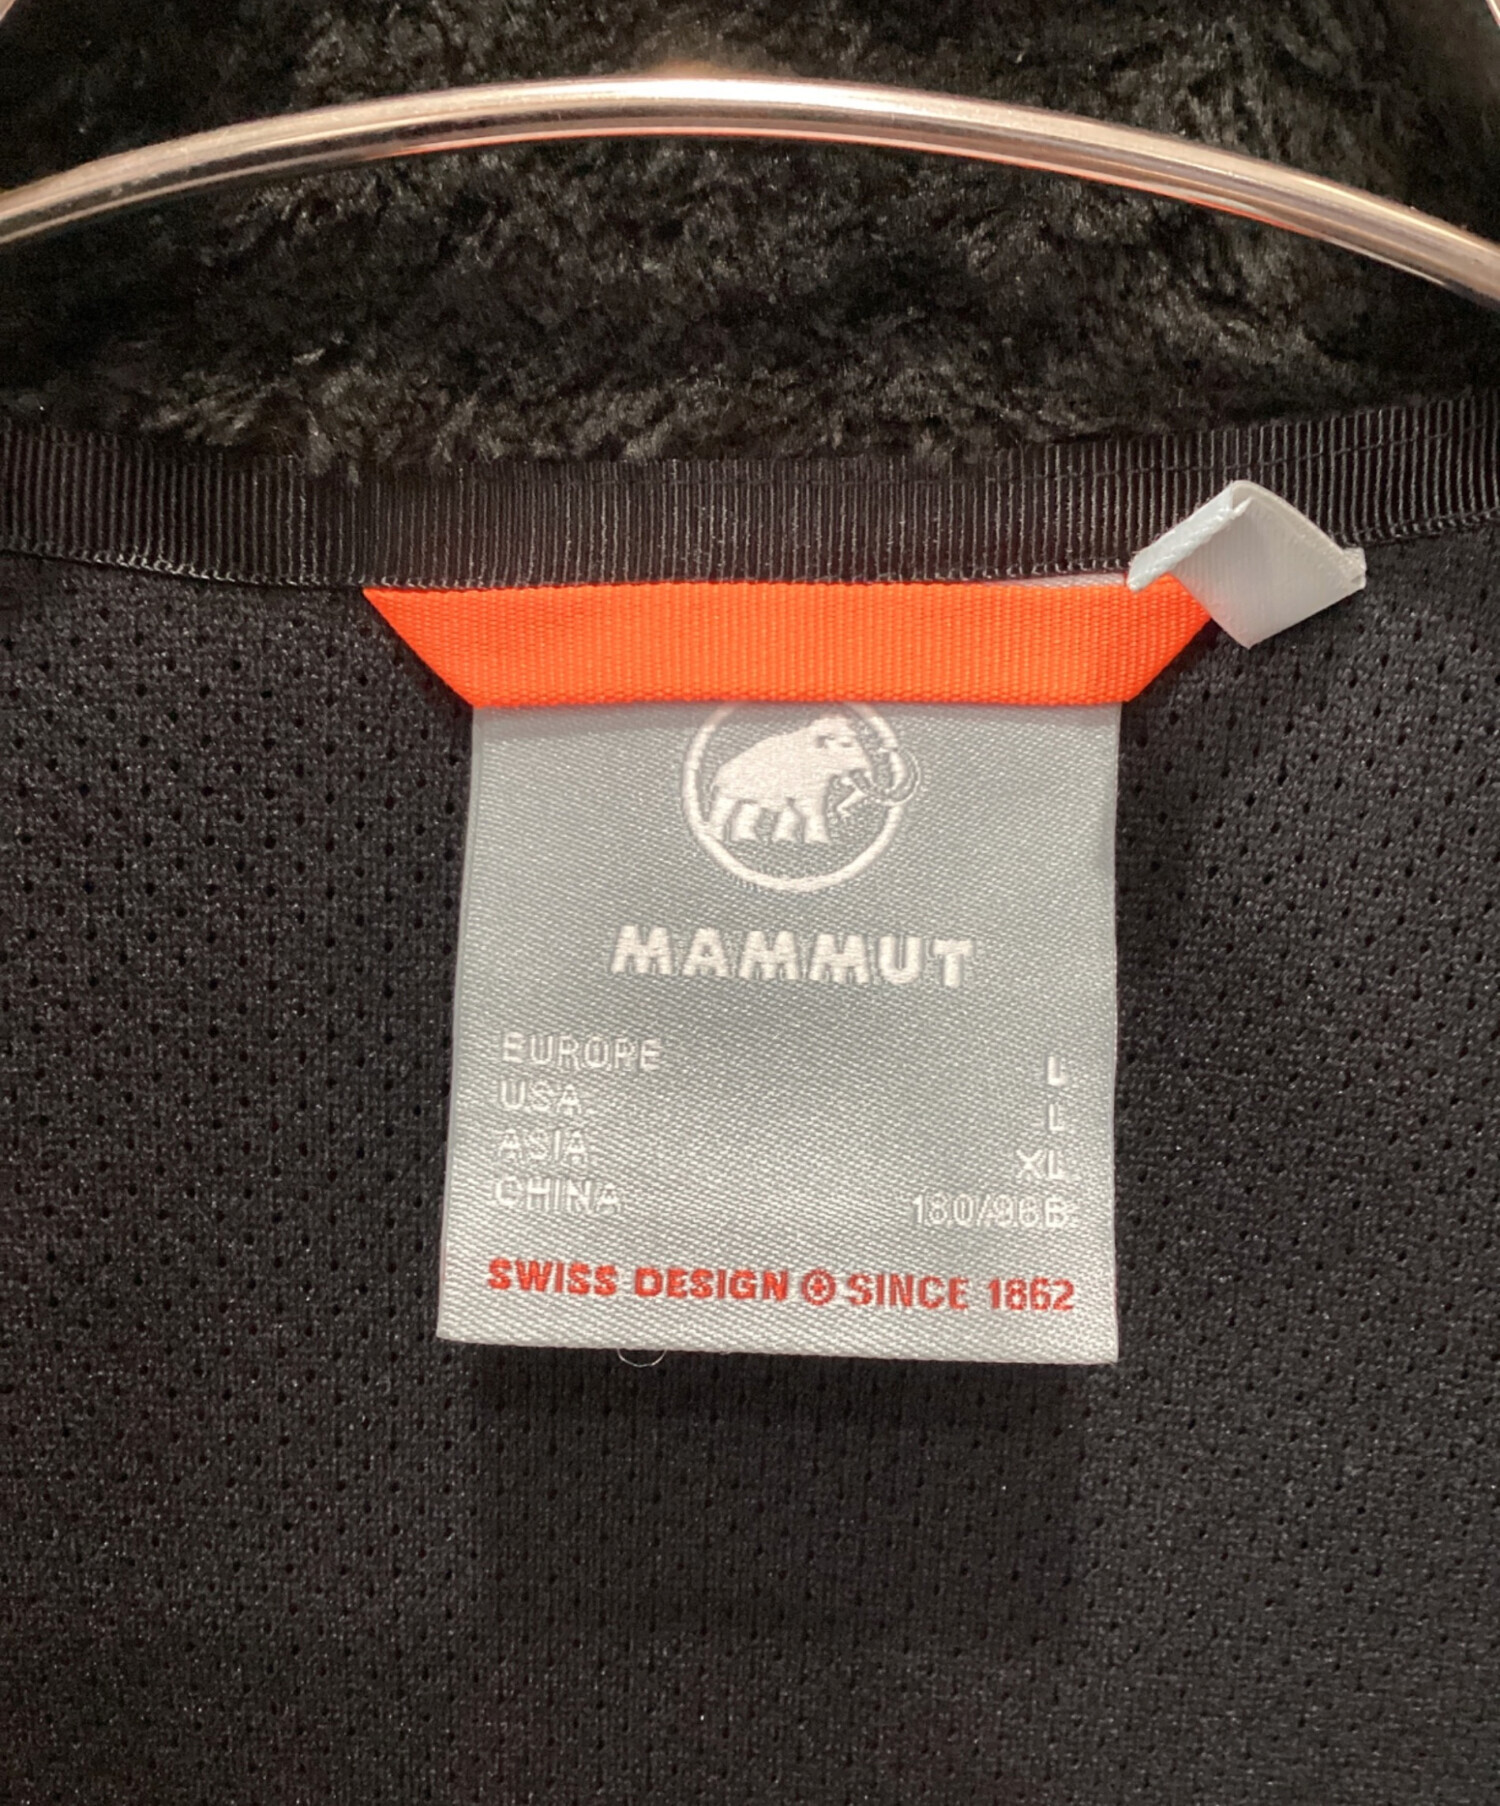 MAMMUT
EUROPE L
USA L
ASIA XL
CHINA 180/96B
SWISS DESIGN SINCE 1862